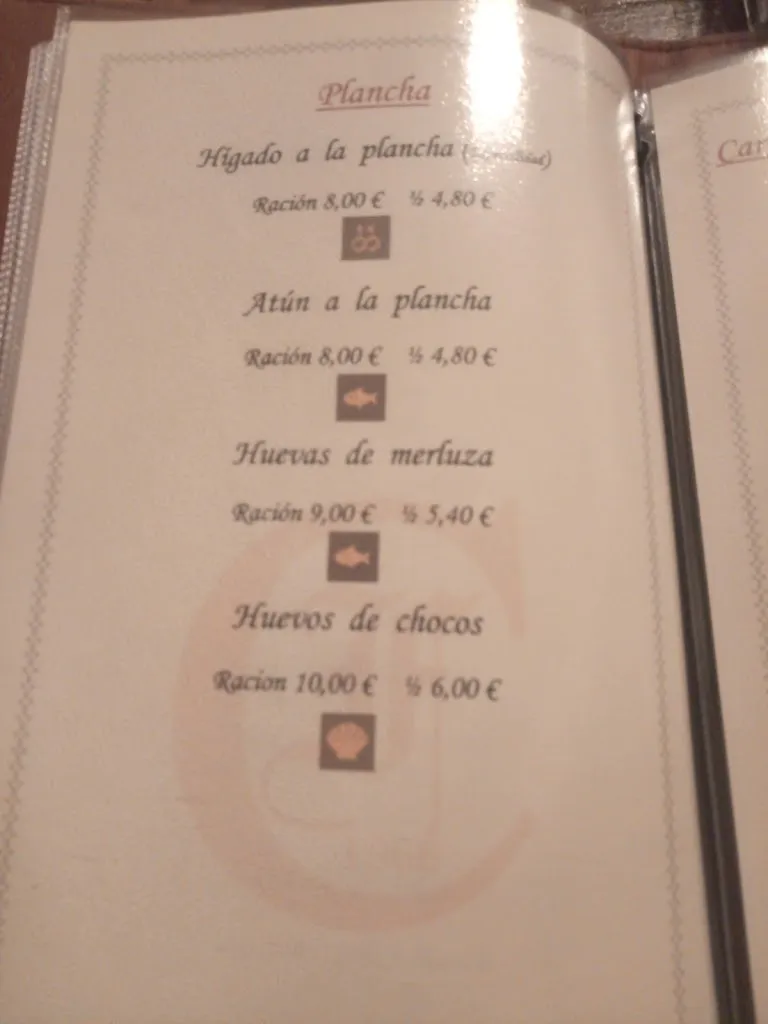 Plancha
Hígado a la plancha
Ración 8,00 € ½ 4,80 €
Atún a la plancha
Ración 8,00 € ½ 4,80 €
Huevas de merluza
Ración 9,00 € ½ 5,40 €
Huevos de chocos
Racion 10,00 € ½ 6,00 €